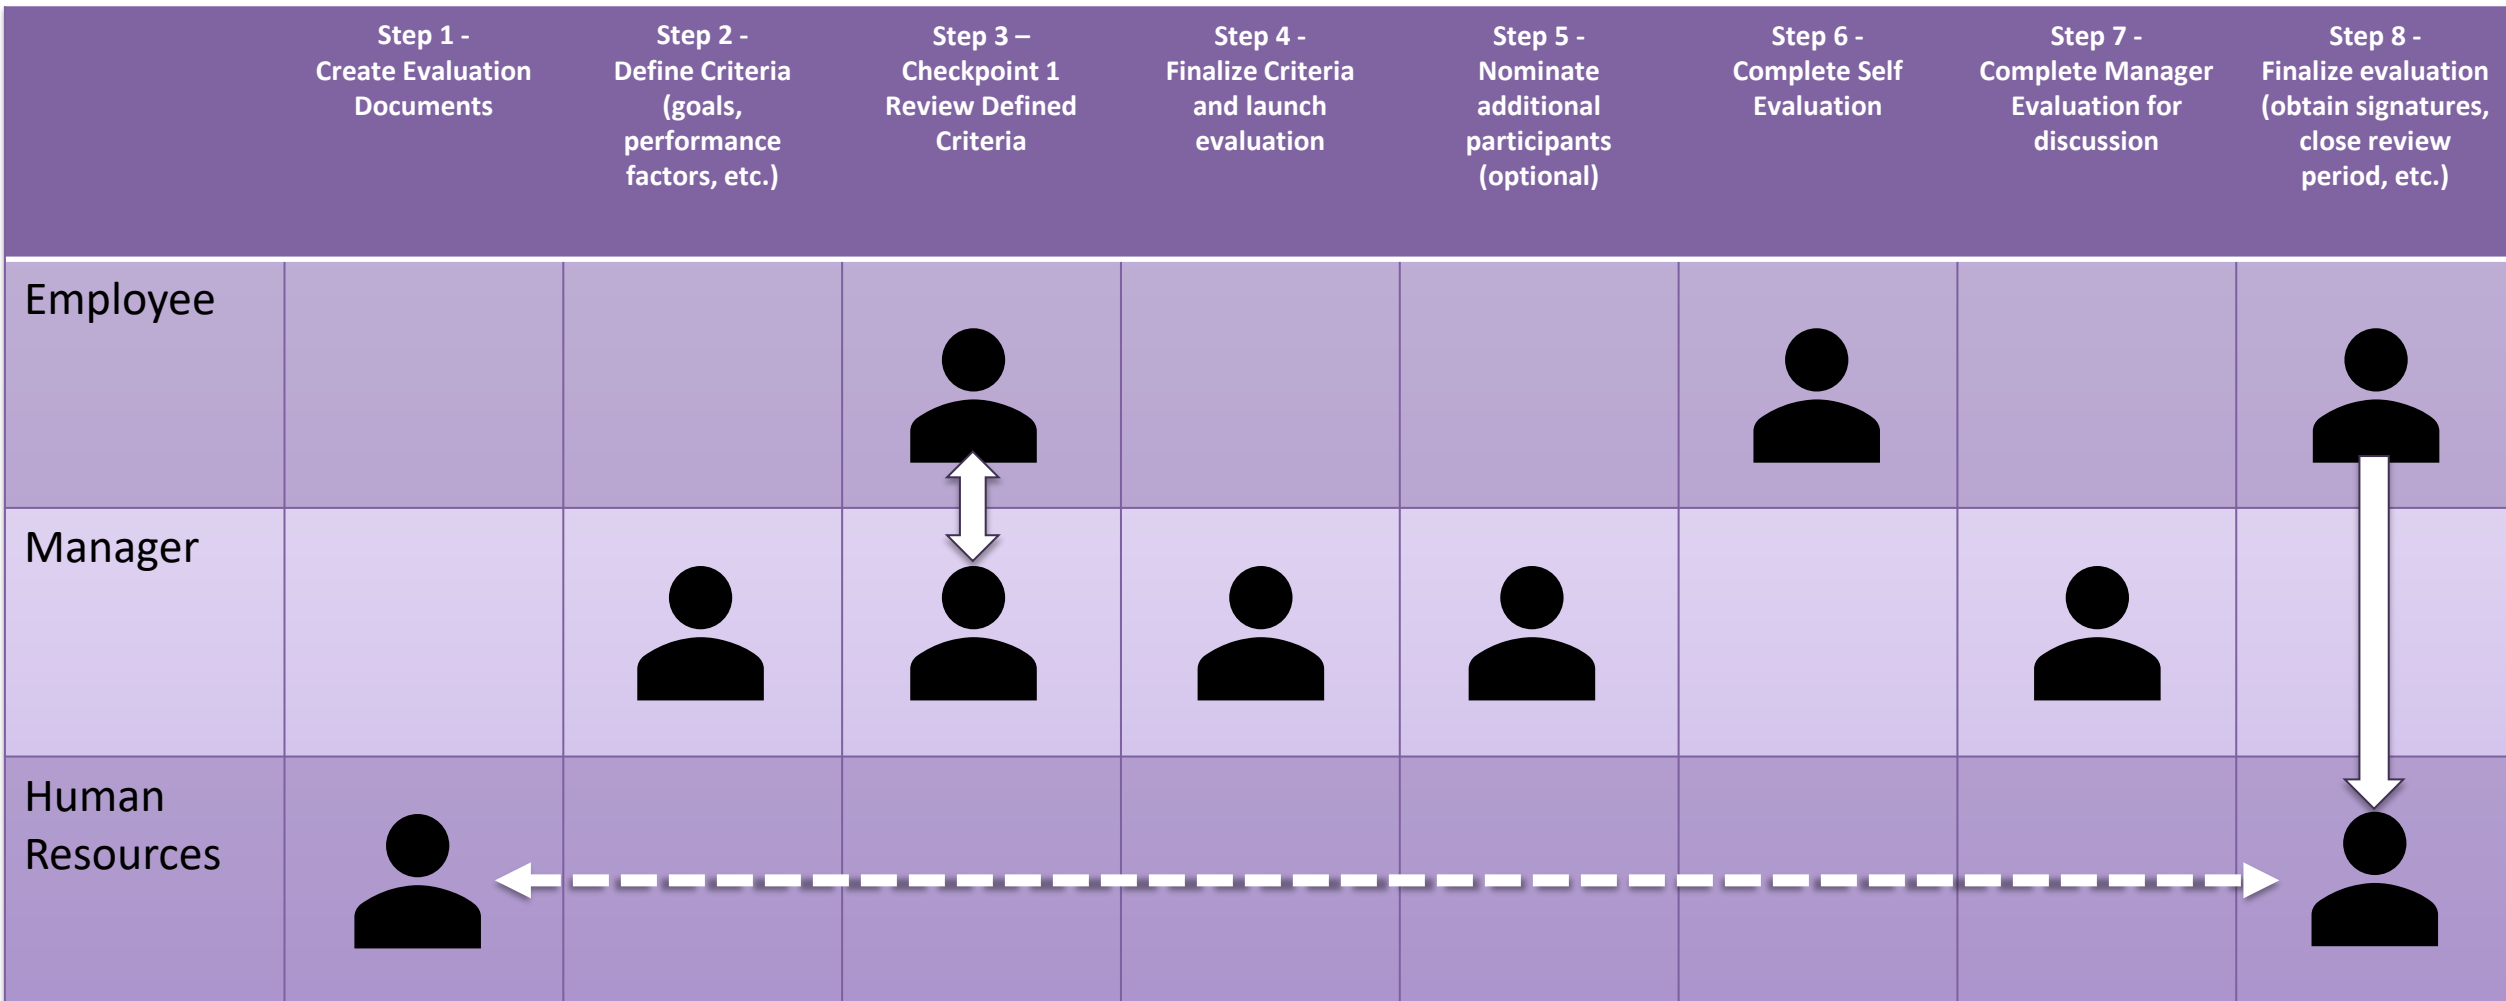 Step 1 -
Create Evaluation
Documents
Step 2 -
Define Criteria
(goals,
performance
factors, etc.)
Step 3 –
Checkpoint 1
Review Defined
Criteria
Step 4 -
Finalize Criteria
and launch
evaluation
Step 5 -
Nominate
additional
participants
(optional)
Step 6 -
Complete Self
Evaluation
Step 7 -
Complete Manager
Evaluation for
discussion
Step 8 -
Finalize evaluation
(obtain signatures,
close review
period, etc.)
Employee
Manager
Human
Resources